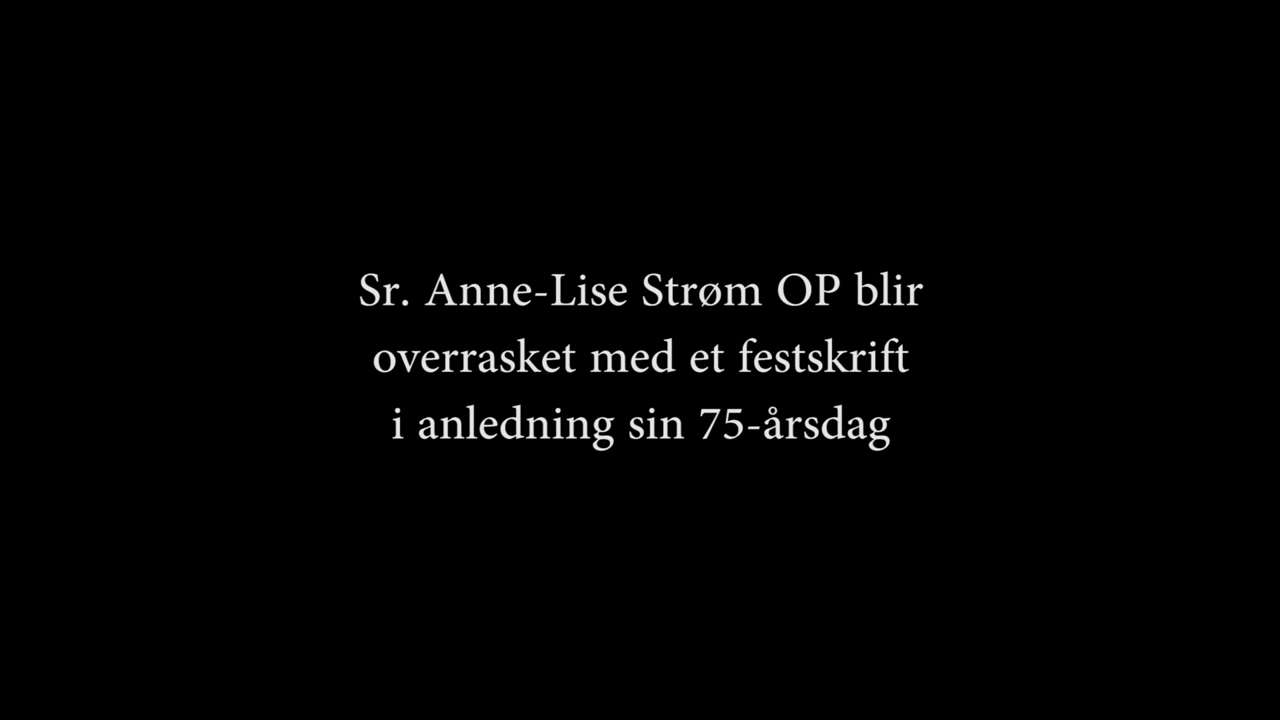 Sr. Anne-Lise Strøm OP blir
overrasket med et festskrift
i anledning sin 75-årsdag